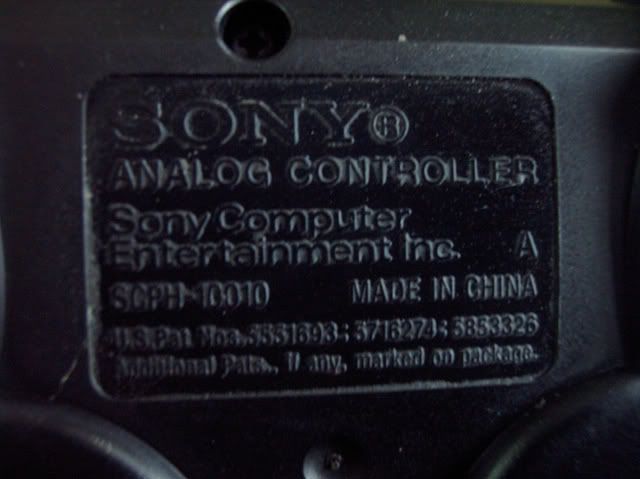 SONY®
ANALOG CONTROLLER
Sony Computer
Entertainment Inc. A
SCPH-10010 MADE IN CHINA
U.S.Pat Nos.5551693; 5716274; 5853326
Additional Pats., if any, marked on package.